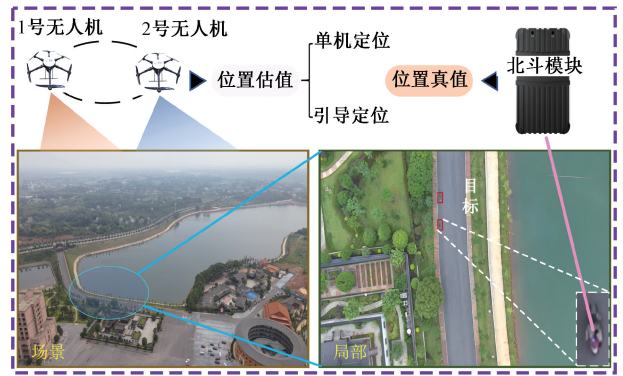 1号无人机
2号无人机
位置估值
单机定位
引导定位
位置真值
北斗模块
场景
目标
局部